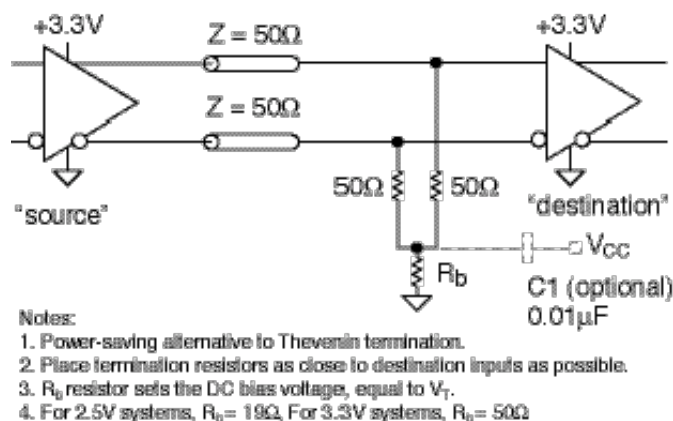 +3.3V
+3.3V
Z = 50Ω
Z = 50Ω
50Ω
50Ω
"source"
"destination"
VCC
Rb
C1 (optional)
0.01µF
Notes:
1. Power-saving alternative to Thevenin termination.
2. Place termination resistors as close to destination inputs as possible.
3. Rb resistor sets the DC bias voltage, equal to VT.
4. For 2.5V systems, Rb = 19Ω, For 3.3V systems, Rb = 50Ω